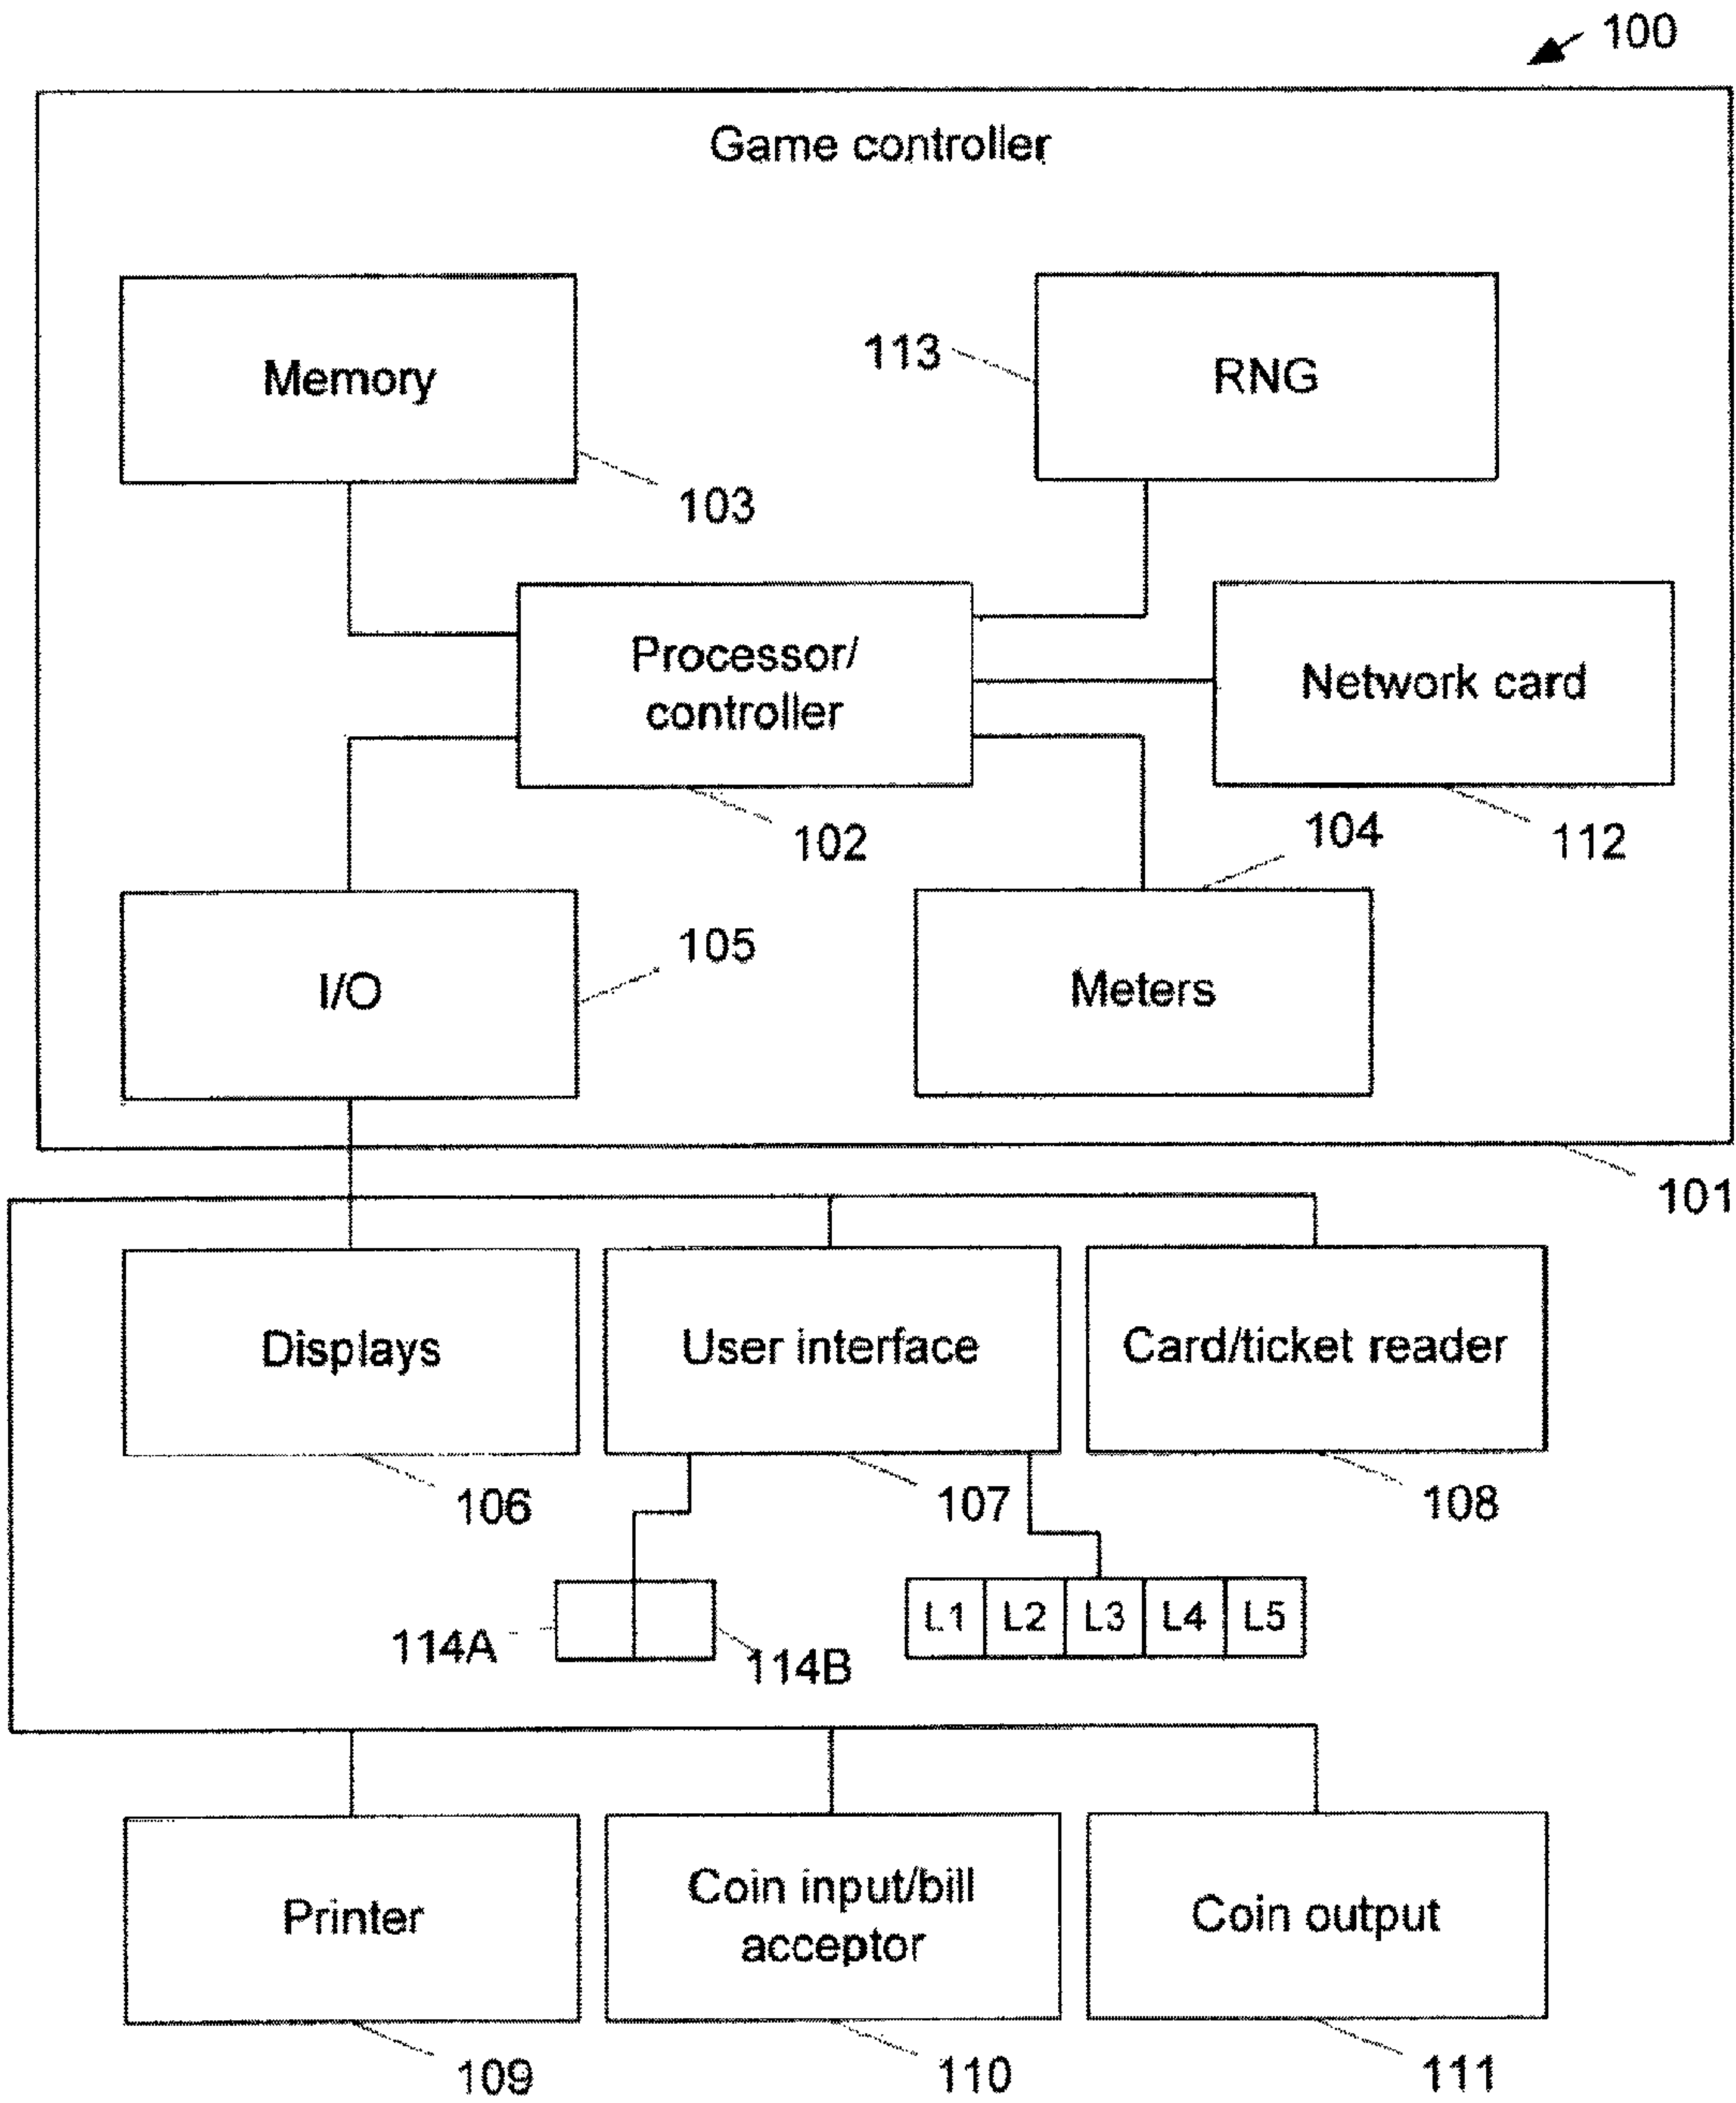 100
Game controller
Memory
113
RNG
103
Processor/
controller
Network card
102
104
112
105
I/O
Meters
101
Displays
User interface
Card/ticket reader
106
107
108
L1 L2 L3 L4 L5
114A
114B
Printer
Coin input/bill
acceptor
Coin output
109
110
111